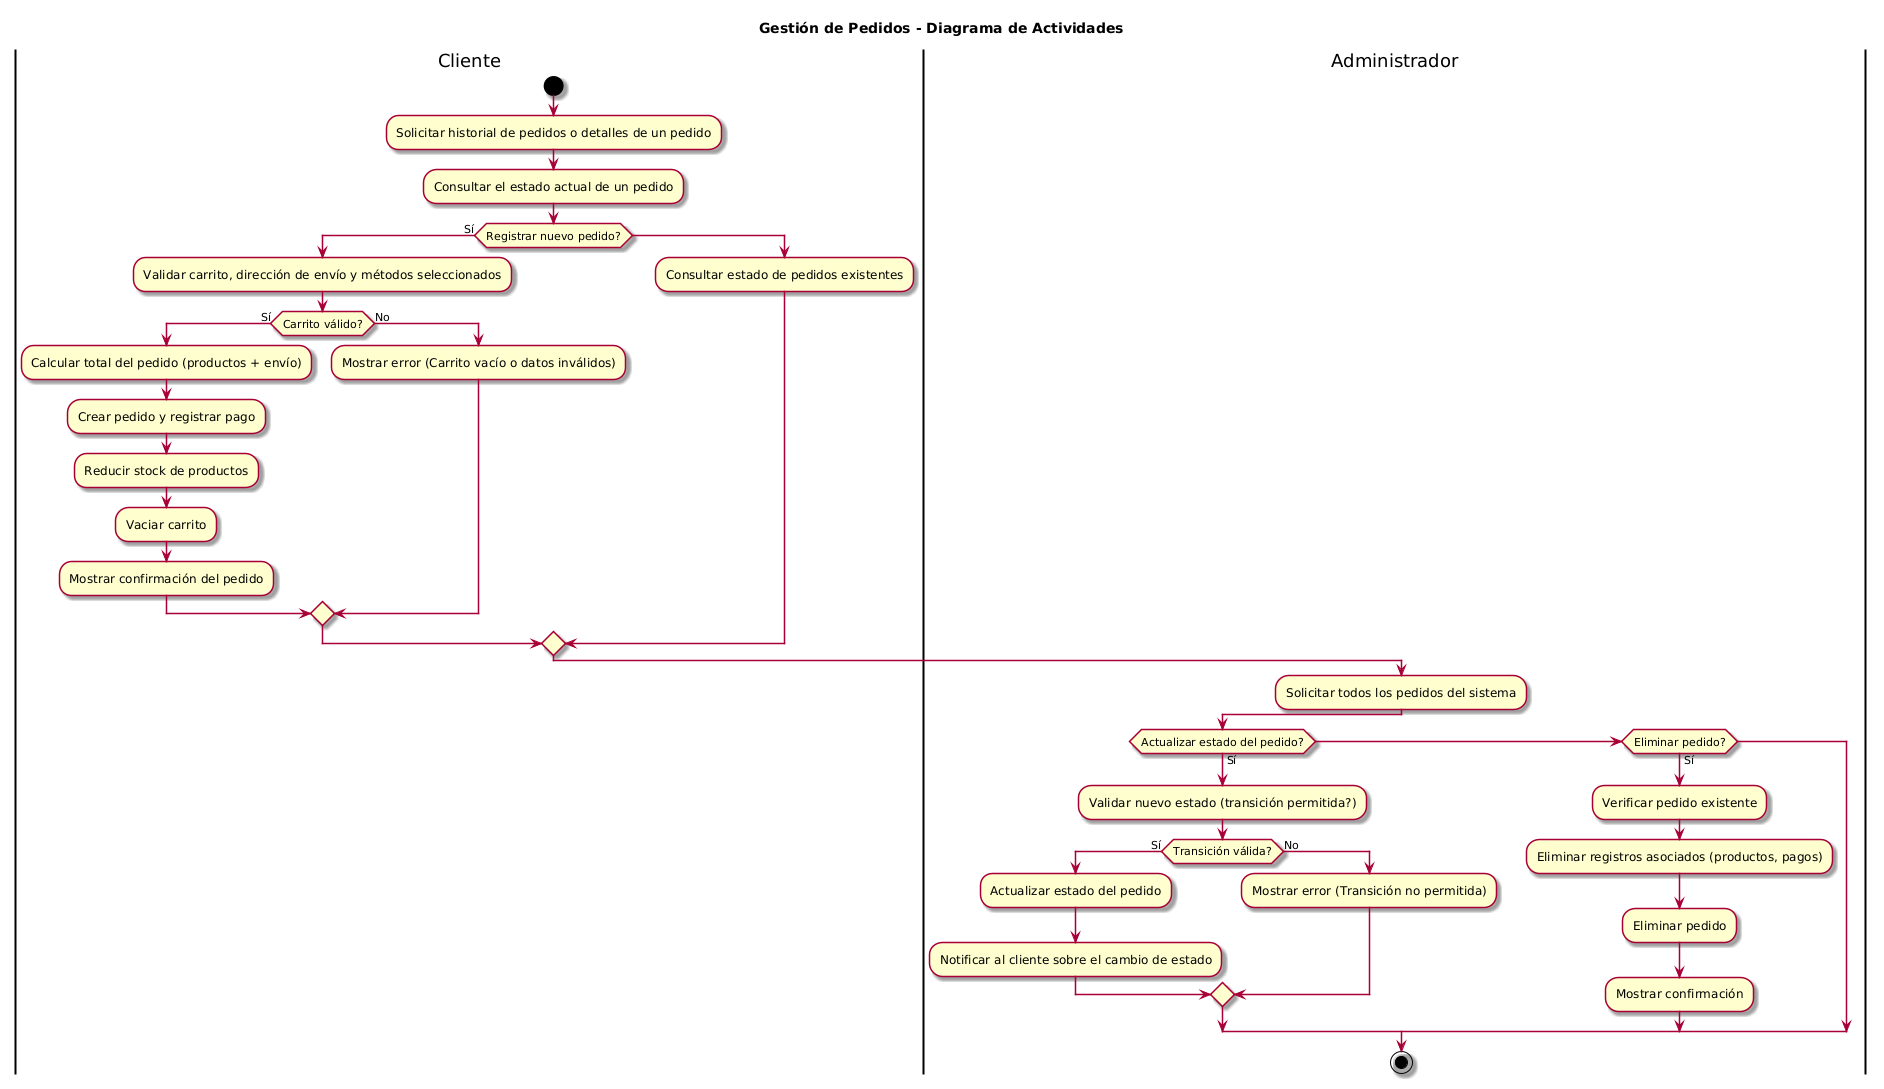 Gestión de Pedidos - Diagrama de Actividades
Cliente
Administrador
Solicitar historial de pedidos o detalles de un pedido
Consultar el estado actual de un pedido
Sí
Registrar nuevo pedido?
Validar carrito, dirección de envío y métodos seleccionados
Consultar estado de pedidos existentes
Sí
Carrito válido?
No
Calcular total del pedido (productos + envío)
Mostrar error (Carrito vacío o datos inválidos)
Crear pedido y registrar pago
Reducir stock de productos
Vaciar carrito
Mostrar confirmación del pedido
Solicitar todos los pedidos del sistema
Actualizar estado del pedido?
Eliminar pedido?
Sí
Sí
Validar nuevo estado (transición permitida?)
Verificar pedido existente
Sí
Transición válida?
No
Eliminar registros asociados (productos, pagos)
Actualizar estado del pedido
Mostrar error (Transición no permitida)
Eliminar pedido
Notificar al cliente sobre el cambio de estado
Mostrar confirmación